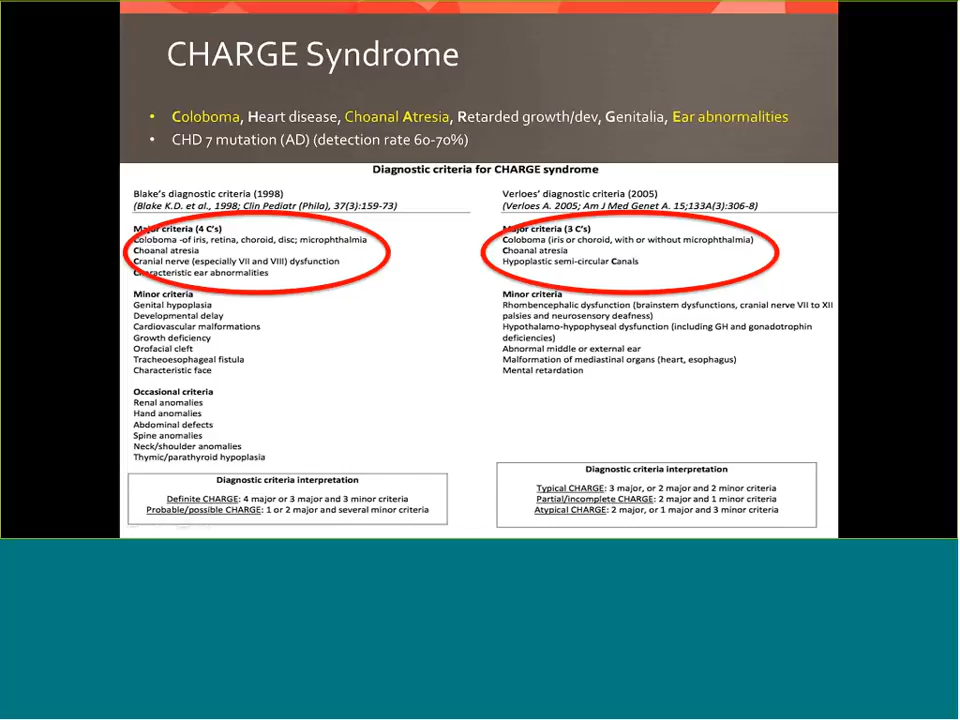 CHARGE Syndrome
• Coloboma, Heart disease, Choanal Atresia, Retarded growth/dev, Genitalia, Ear abnormalities
• CHD 7 mutation (AD) (detection rate 60-70%)
Diagnostic criteria for CHARGE syndrome
Blake's diagnostic criteria (1998)
(Blake K.D. et al., 1998; Clin Pediatr (Phila), 37(3):159-73)
Major criteria (4 C's)
Coloboma -of iris, retina, choroid, disc; microphthalmia
Choanal atresia
Cranial nerve (especially VII and VIII) dysfunction
Characteristic ear abnormalities
Minor criteria
Genital hypoplasia
Developmental delay
Cardiovascular malformations
Growth deficiency
Orofacial cleft
Tracheoesophageal fistula
Characteristic face
Occasional criteria
Renal anomalies
Hand anomalies
Abdominal defects
Spine anomalies
Neck/shoulder anomalies
Thymic/parathyroid hypoplasia
Diagnostic criteria interpretation
Definite CHARGE: 4 major or 3 major and 3 minor criteria
Probable/possible CHARGE: 1 or 2 major and several minor criteria
Verloes' diagnostic criteria (2005)
(Verloes A. 2005; Am J Med Genet A. 15;133A(3):306-8)
Major criteria (3 C's)
Coloboma (iris or choroid, with or without microphthalmia)
Choanal atresia
Hypoplastic semi-circular Canals
Minor criteria
Rhombencephalic dysfunction (brainstem dysfunctions, cranial nerve VII to XII
palsies and neurosensory deafness)
Hypothalamo-hypophyseal dysfunction (including GH and gonadotrophin
deficiencies)
Abnormal middle or external ear
Malformation of mediastinal organs (heart, esophagus)
Mental retardation
Diagnostic criteria interpretation
Typical CHARGE: 3 major, or 2 major and 2 minor criteria
Partial/incomplete CHARGE: 2 major and 1 minor criteria
Atypical CHARGE: 2 major, or 1 major and 3 minor criteria